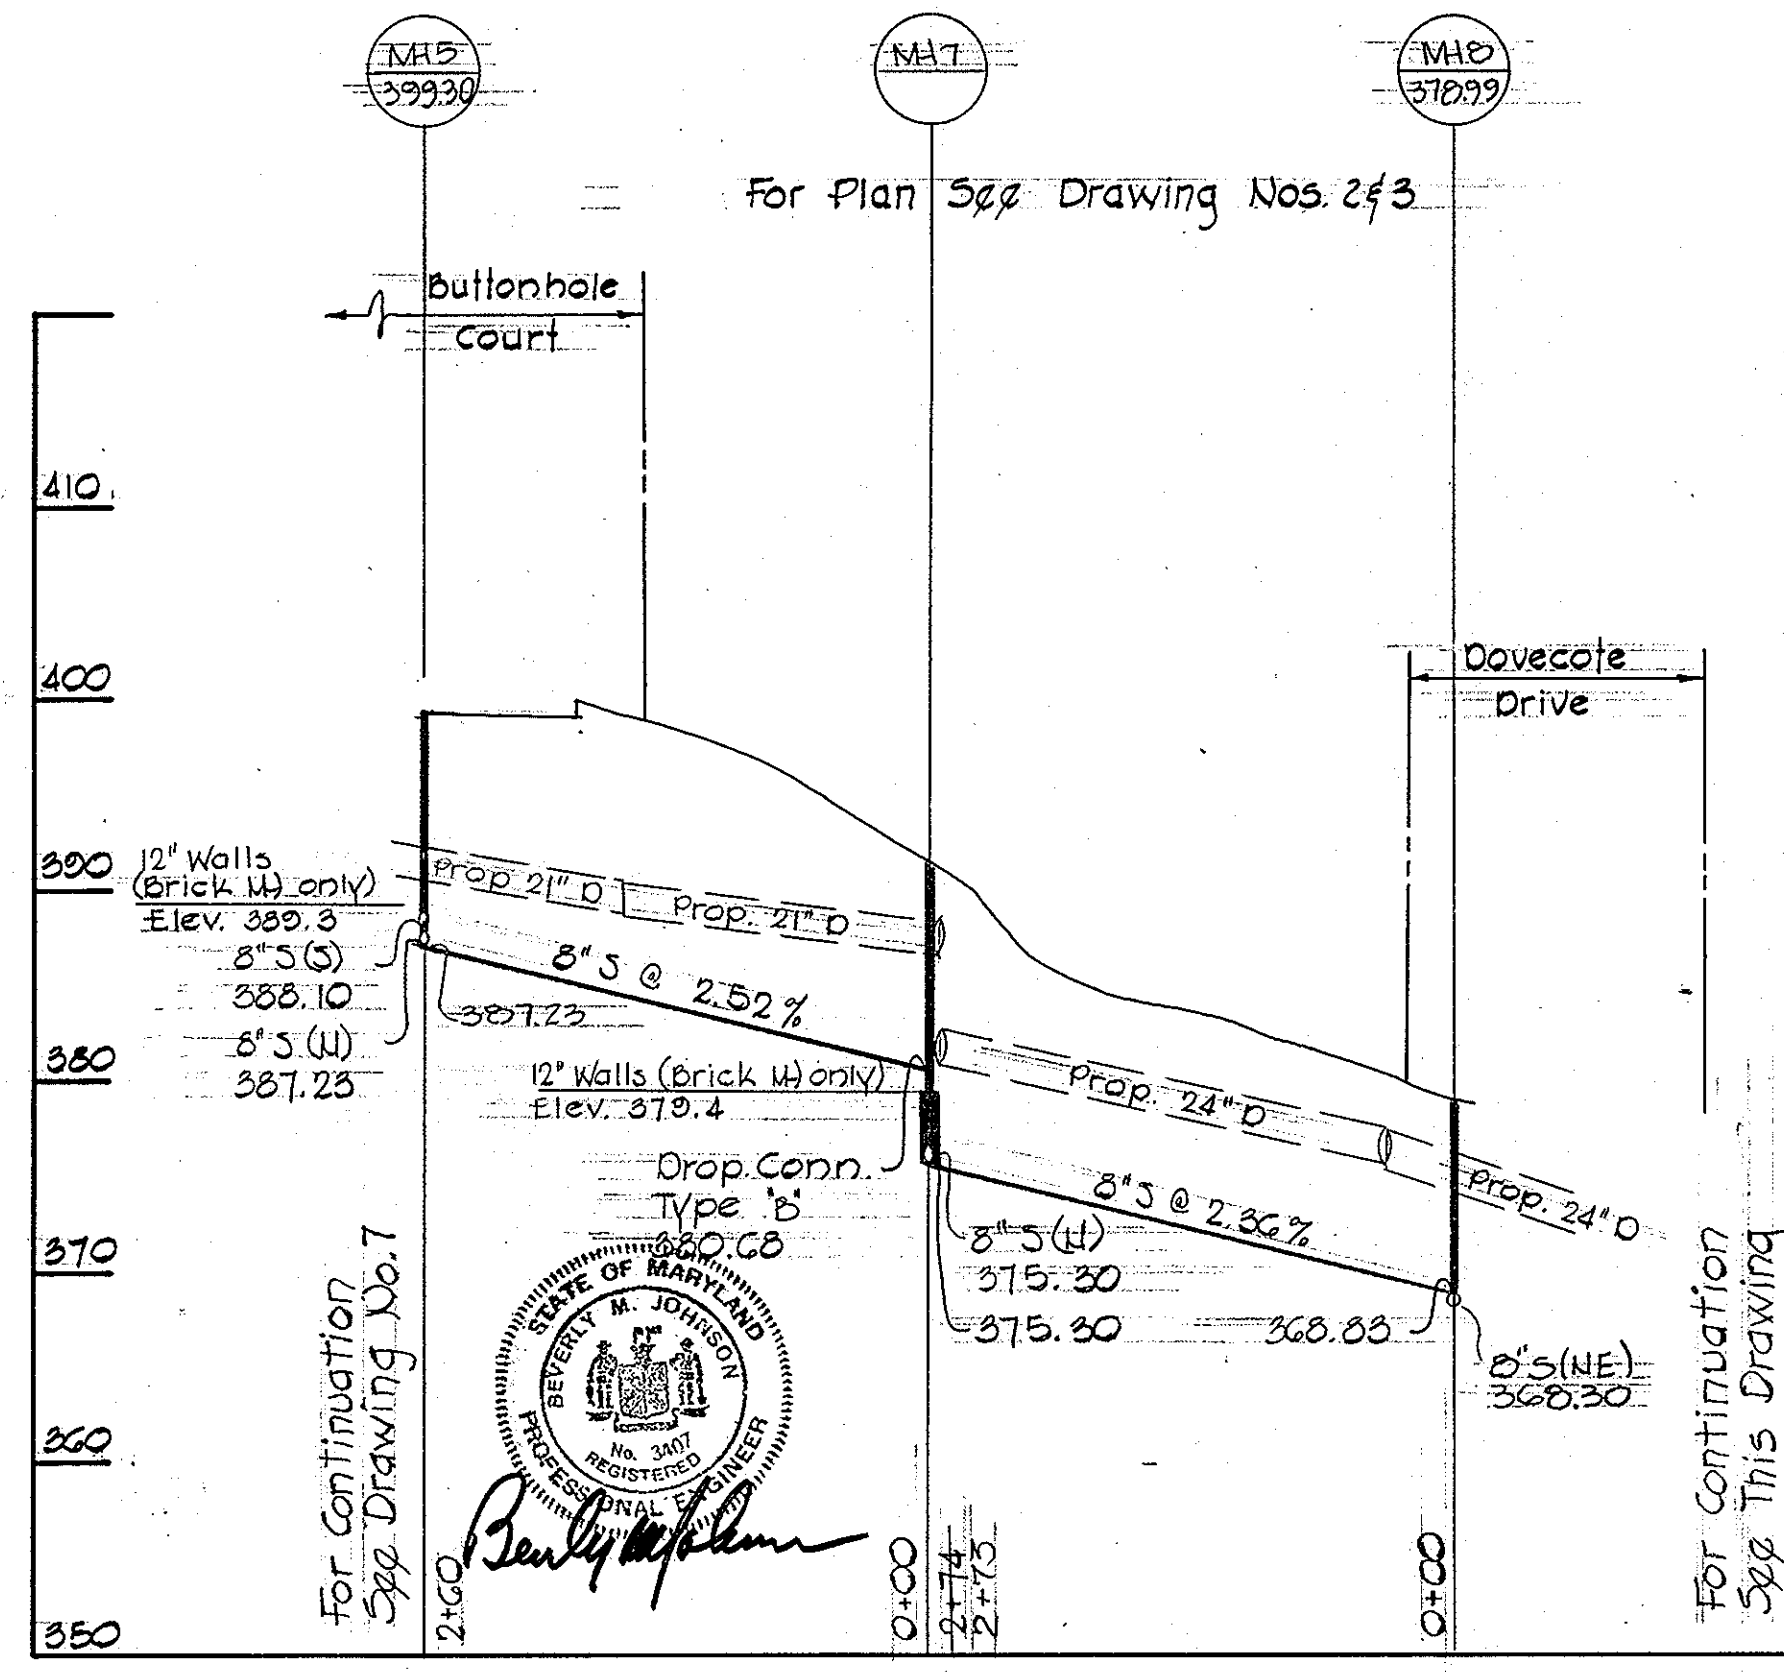 MH5
399.30
MH7
MH8
378.99
For Plan See Drawing Nos. 2&3
Buttonhole
Court
410
400
390
380
370
360
350
Dovecote
Drive
12" Walls
(Brick MH only)
Elev. 389.3
8"S (S)
388.10
8"S (W)
387.23
Prop 21" D
Prop. 21" D
8"S @ 2.52%
387.23
12" Walls (Brick MH only)
Elev. 379.4
Drop. Conn.
Type "B"
380.68
Prop. 24" D
Prop. 24" D
8"S @ 2.36%
8"S (W)
375.30
375.30
368.83
8"S (NE)
368.30
STATE OF MARYLAND
BEVERLY M. JOHNSON
No. 3407
REGISTERED
PROFESSIONAL ENGINEER
Beverly M Johnson
For Continuation
See Drawing No.7
2+60
0+00
2+74
2+73
0+00
For Continuation
See This Drawing